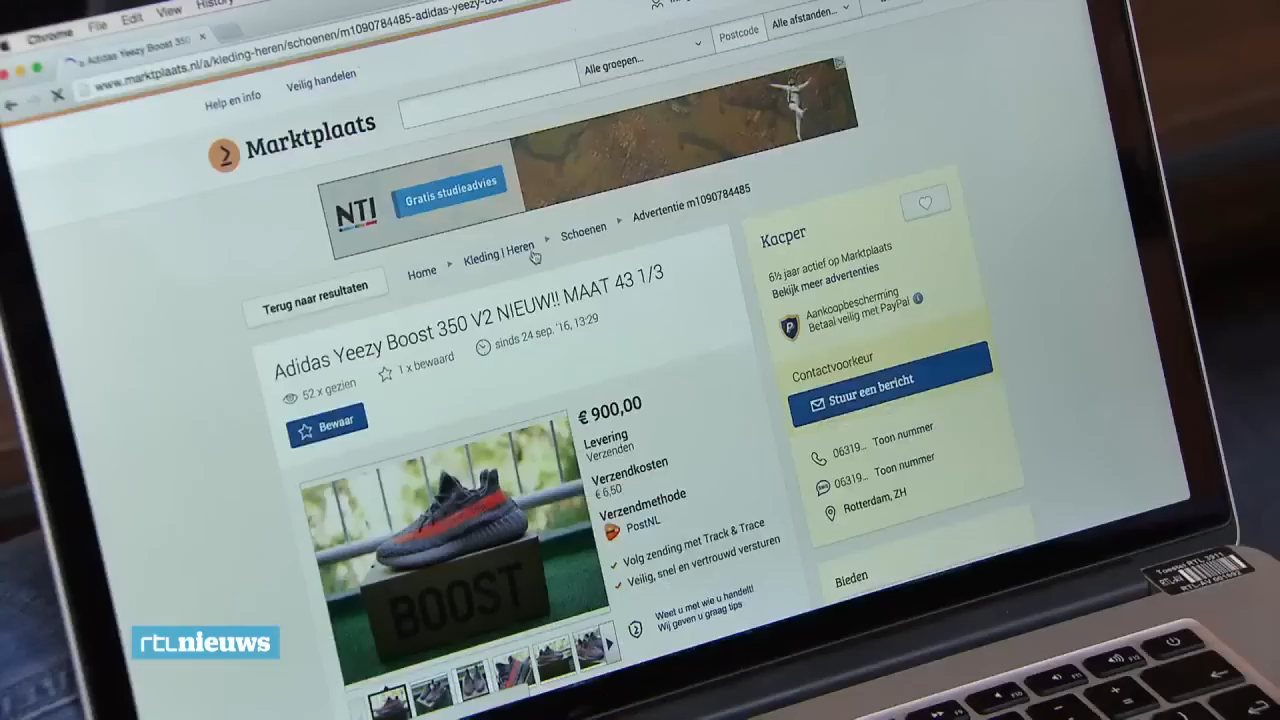 Chrome File Edit View History
Adidas Yeezy Boost 350
www.marktplaats.nl/a/kleding-heren/schoenen/m1090784485-adidas-yeezy-boo
Help en info
Veilig handelen
Marktplaats
Alle groepen...
Postcode
Alle afstanden...
NTI
Gratis studieadvies
Terug naar resultaten
Home
Kleding | Heren
Schoenen
Advertentie m1090784485
Adidas Yeezy Boost 350 V2 NIEUW!! MAAT 43 1/3
52 x gezien
1 x bewaard
sinds 24 sep. '16, 13:29
Bewaar
€ 900,00
Levering
Verzenden
Verzendkosten
€ 6,50
Verzendmethode
PostNL
Volg zending met Track & Trace
Veilig, snel en vertrouwd versturen
Weet u met wie u handelt!
Wij geven u graag tips
BOOST
Kacper
6½ jaar actief op Marktplaats
Bekijk meer advertenties
Aankoopbescherming
Betaal veilig met PayPal
Contactvoorkeur
Stuur een bericht
06319... Toon nummer
06319... Toon nummer
Rotterdam, ZH
Bieden
rtl nieuws